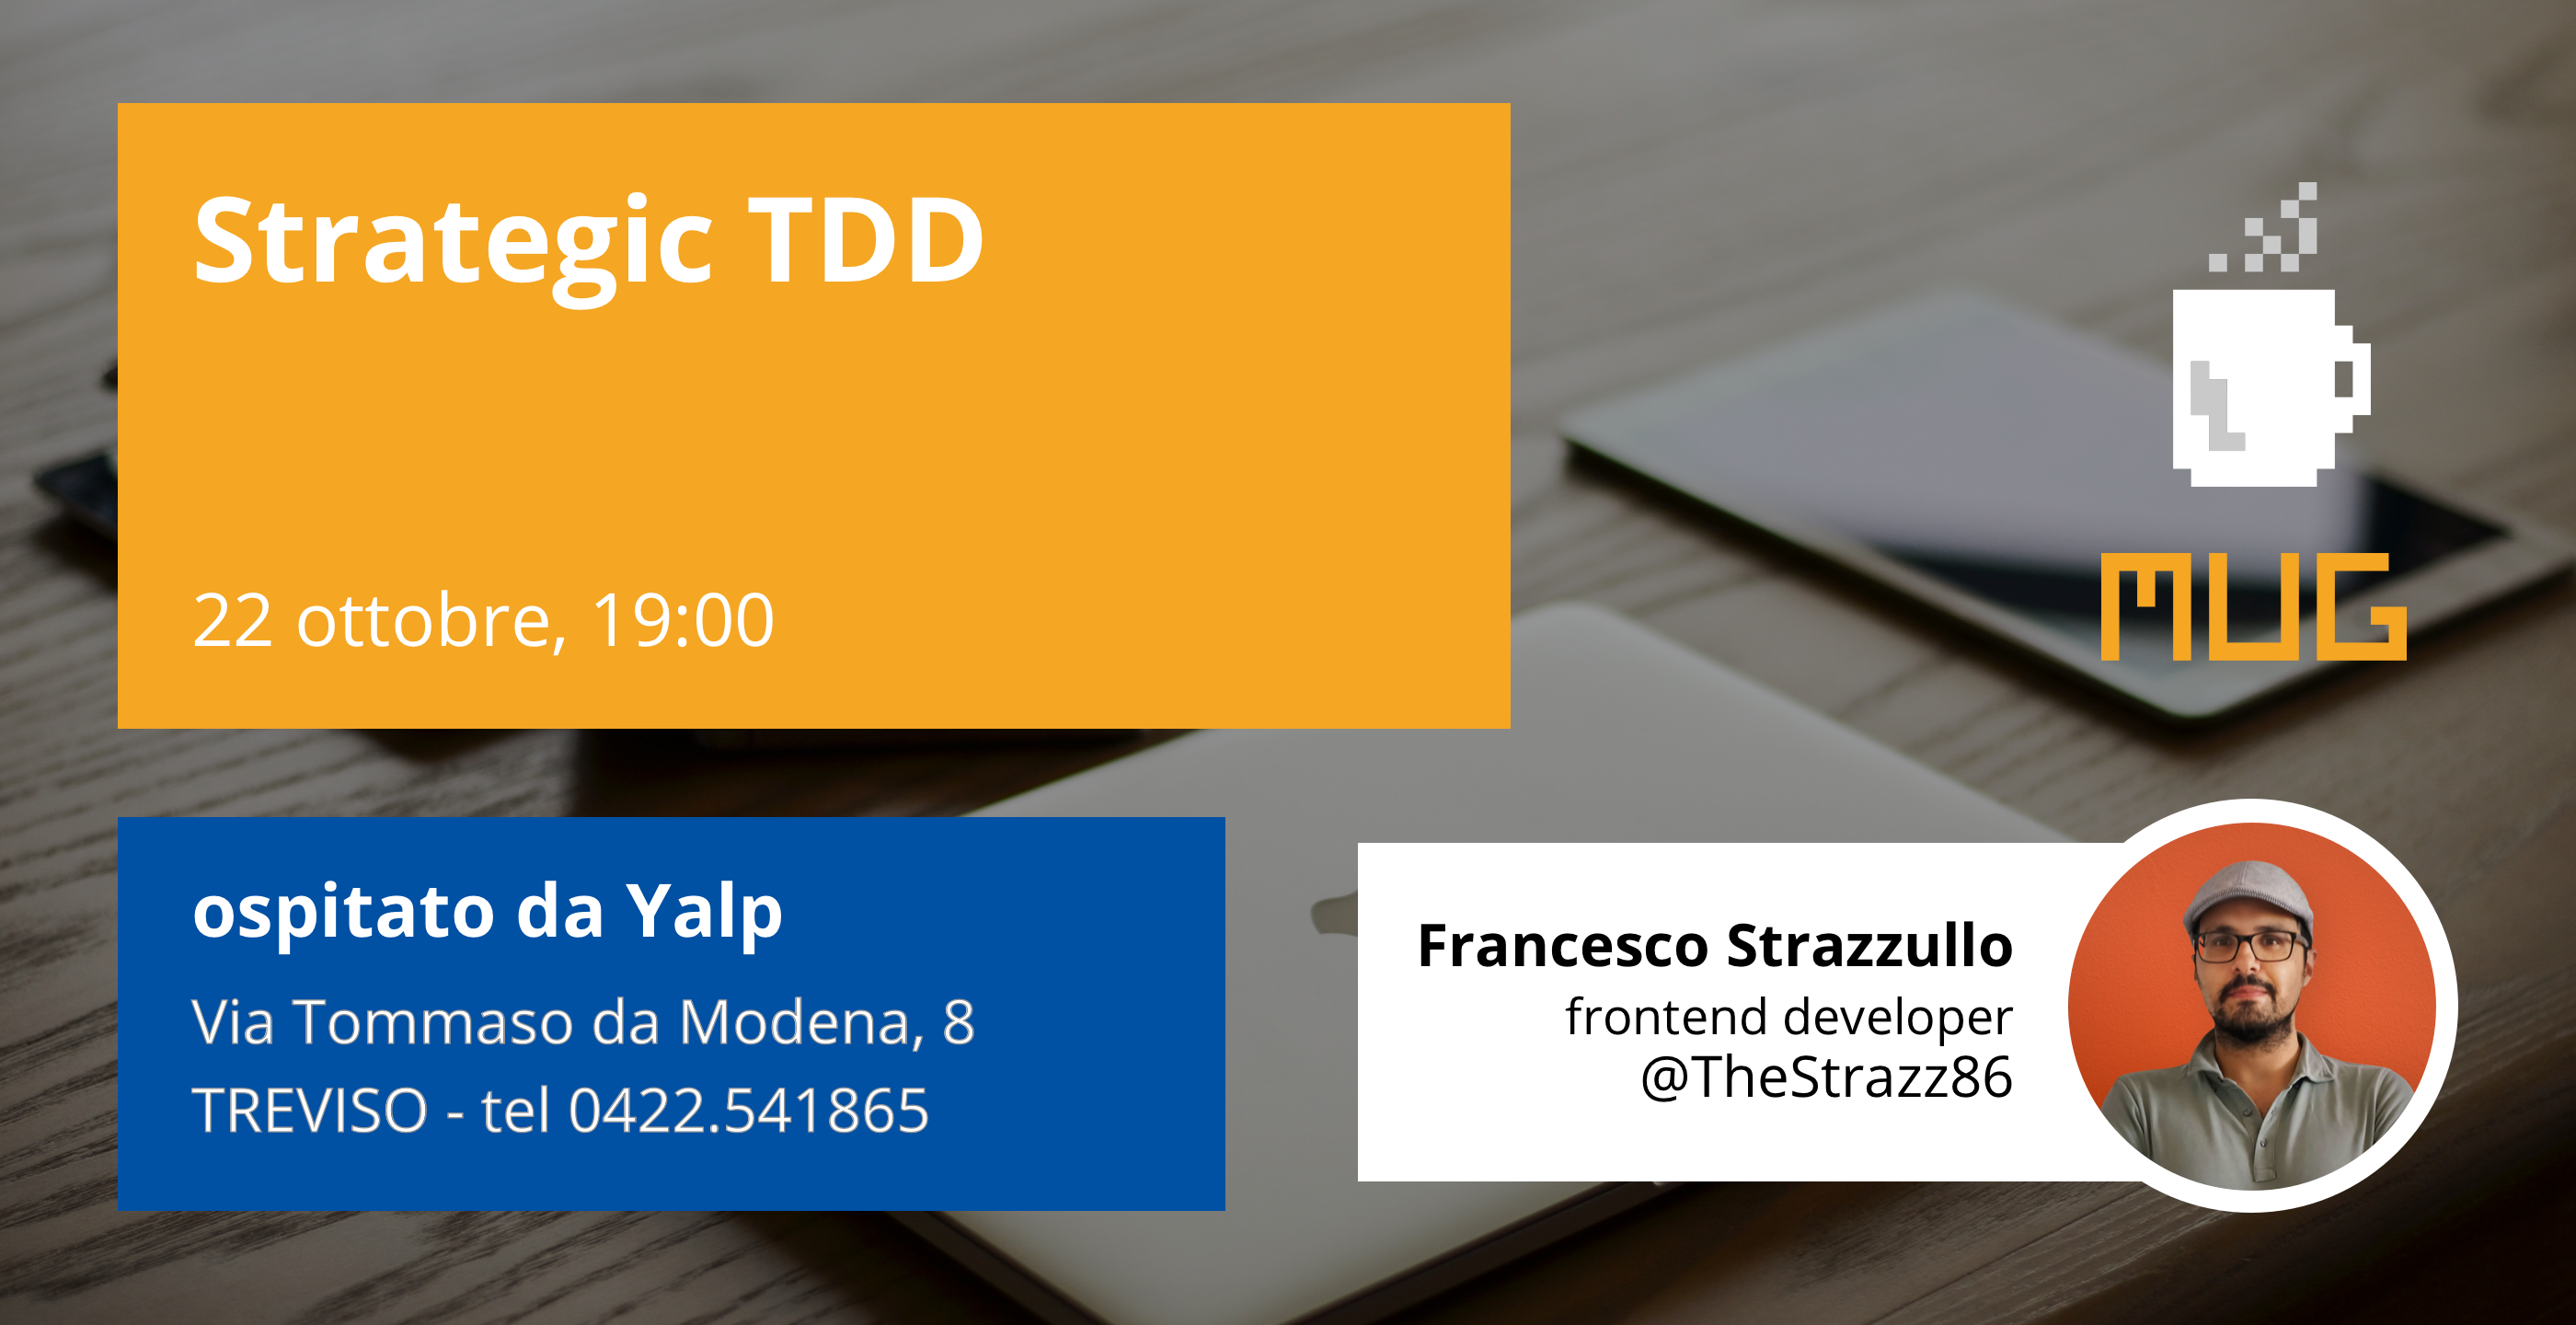 Strategic TDD
22 ottobre, 19:00
MUG
ospitato da Yalp
Via Tommaso da Modena, 8
TREVISO - tel 0422.541865
Francesco Strazzullo
frontend developer
@TheStrazz86